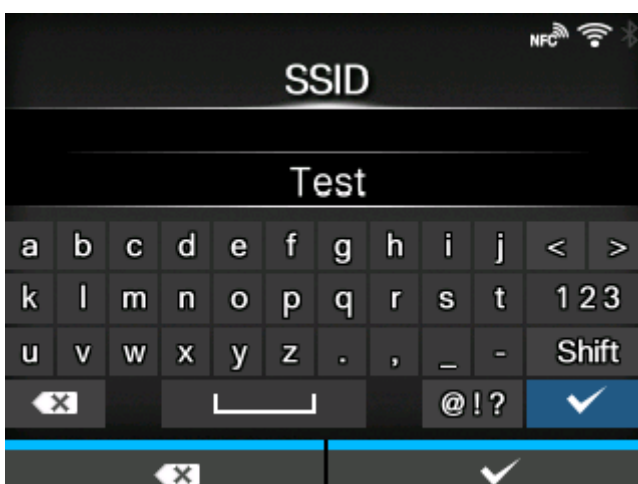 NFC
SSID
Test
a b c d e f g h i j < >
k l m n o p q r s t 123
u v w x y z . , _ - Shift
@!?